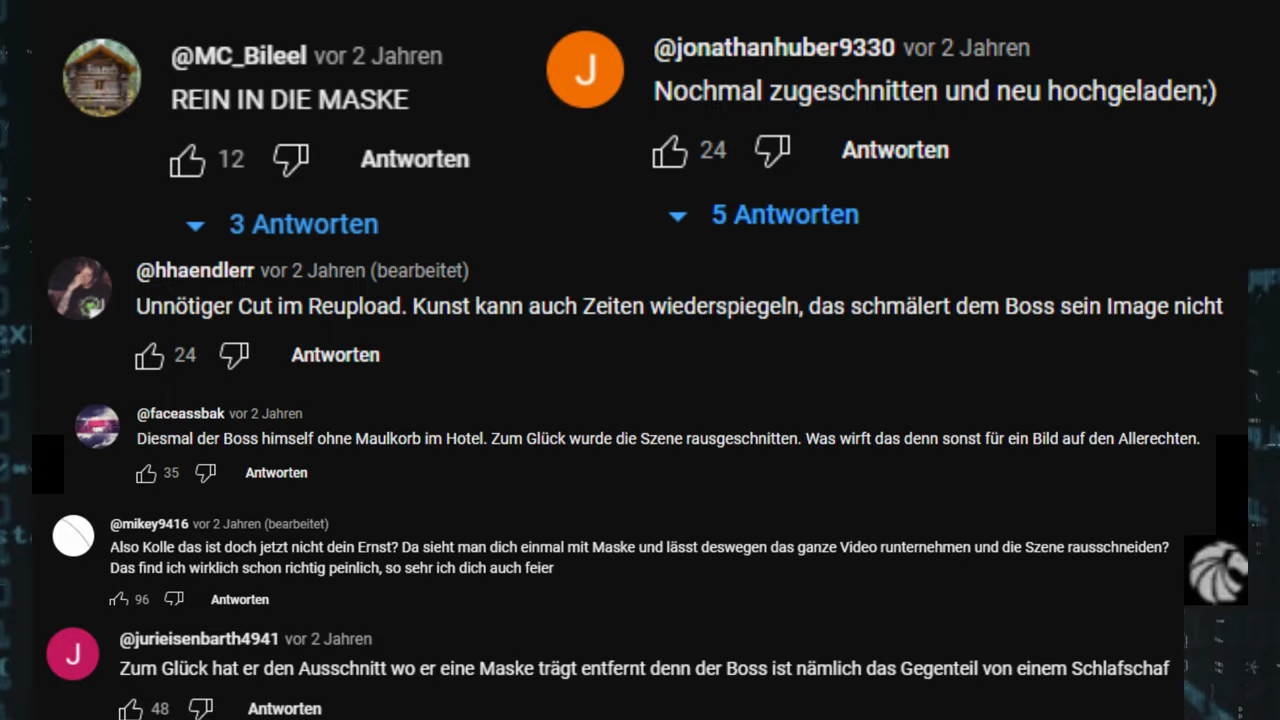 @MC_Bileel vor 2 Jahren
REIN IN DIE MASKE
12 Antworten
3 Antworten
@jonathanhuber9330 vor 2 Jahren
Nochmal zugeschnitten und neu hochgeladen;)
24 Antworten
5 Antworten
@hhaendlerr vor 2 Jahren (bearbeitet)
Unnötiger Cut im Reupload. Kunst kann auch Zeiten wiederspiegeln, das schmälert dem Boss sein Image nicht
24 Antworten
@faceassbak vor 2 Jahren
Diesmal der Boss himself ohne Maulkorb im Hotel. Zum Glück wurde die Szene rausgeschnitten. Was wirft das denn sonst für ein Bild auf den Allerechten.
35 Antworten
@mikey9416 vor 2 Jahren (bearbeitet)
Also Kolle das ist doch jetzt nicht dein Ernst? Da sieht man dich einmal mit Maske und lässt deswegen das ganze Video runternehmen und die Szene rausschneiden?
Das find ich wirklich schon richtig peinlich, so sehr ich dich auch feier
96 Antworten
@jurieisenbarth4941 vor 2 Jahren
Zum Glück hat er den Ausschnitt wo er eine Maske trägt entfernt denn der Boss ist nämlich das Gegenteil von einem Schlafschaf
48 Antworten